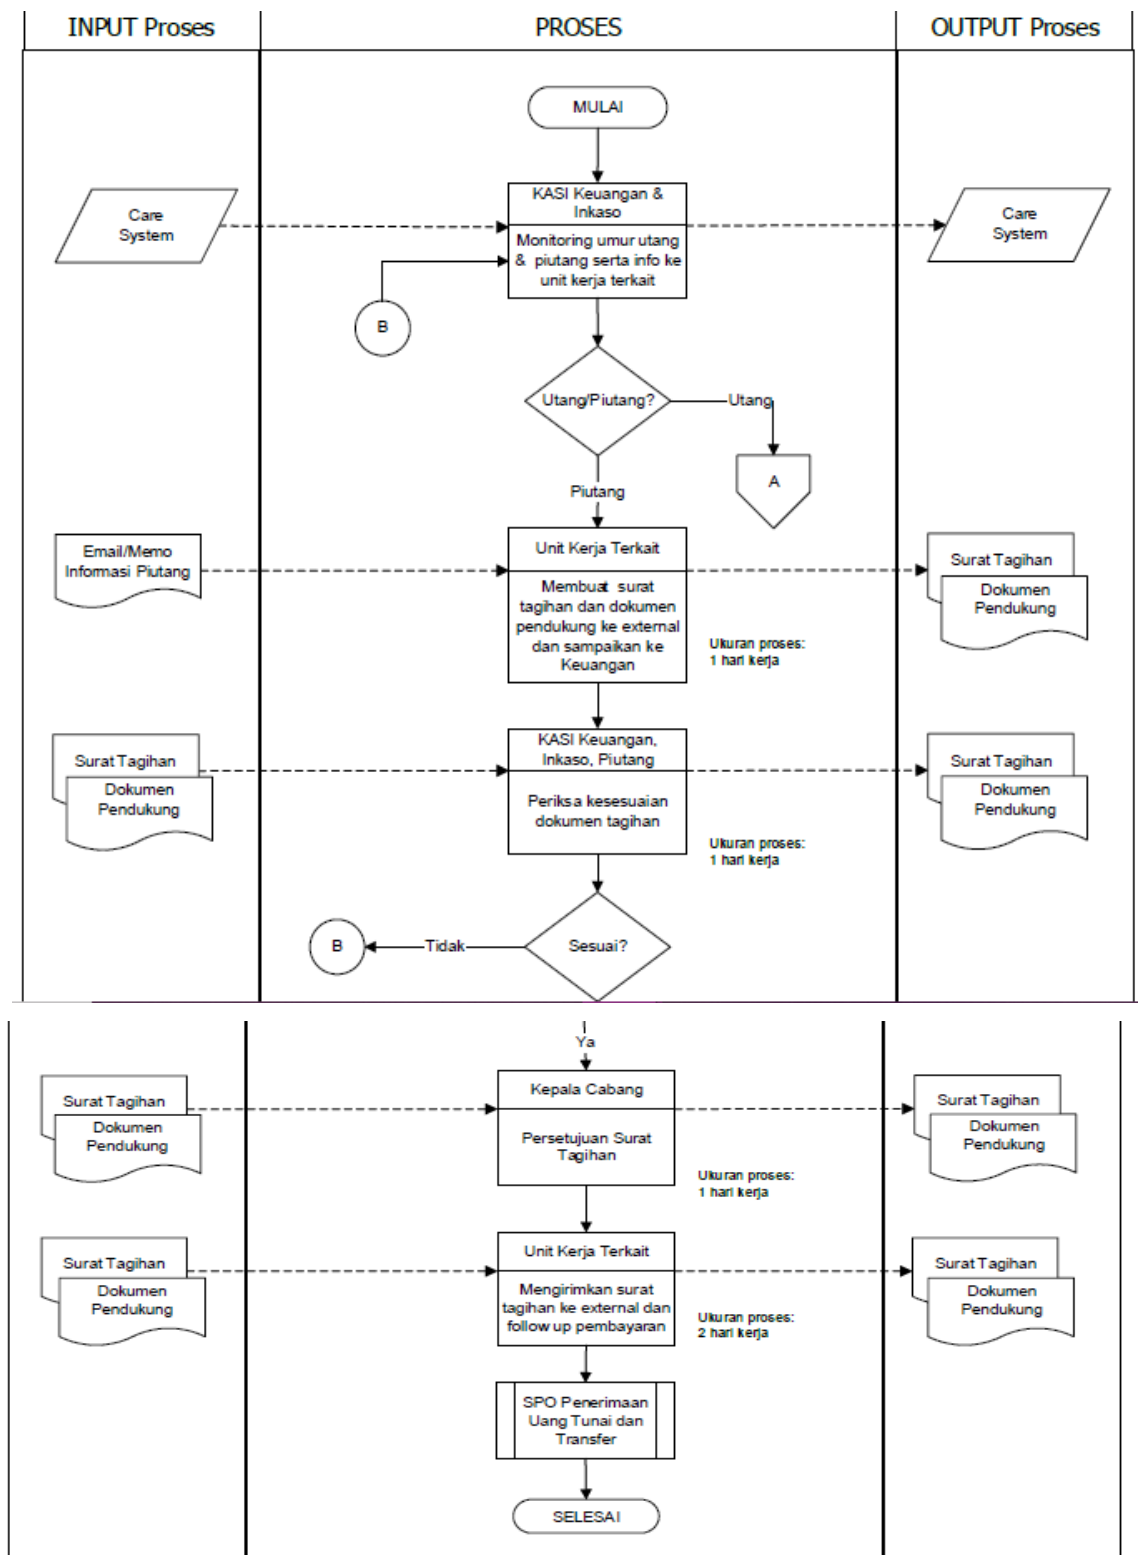 INPUT Proses
PROSES
OUTPUT Proses
MULAI
Care
System
KASI Keuangan &
Inkaso
Monitoring umur utang
& piutang serta info ke
unit kerja terkait
Care
System
B
Utang/Piutang?
Utang
A
Piutang
Email/Memo
Informasi Piutang
Unit Kerja Terkait
Membuat surat
tagihan dan dokumen
pendukung ke external
dan sampaikan ke
Keuangan
Ukuran proses:
1 hari kerja
Surat Tagihan
Dokumen
Pendukung
Surat Tagihan
Dokumen
Pendukung
KASI Keuangan,
Inkaso, Piutang
Periksa kesesuaian
dokumen tagihan
Ukuran proses:
1 hari kerja
Surat Tagihan
Dokumen
Pendukung
B
Tidak
Sesuai?
Ya
Surat Tagihan
Dokumen
Pendukung
Kepala Cabang
Persetujuan Surat
Tagihan
Ukuran proses:
1 hari kerja
Surat Tagihan
Dokumen
Pendukung
Surat Tagihan
Dokumen
Pendukung
Unit Kerja Terkait
Mengirimkan surat
tagihan ke external dan
follow up pembayaran
Ukuran proses:
2 hari kerja
Surat Tagihan
Dokumen
Pendukung
SPO Penerimaan
Uang Tunai dan
Transfer
SELESAI